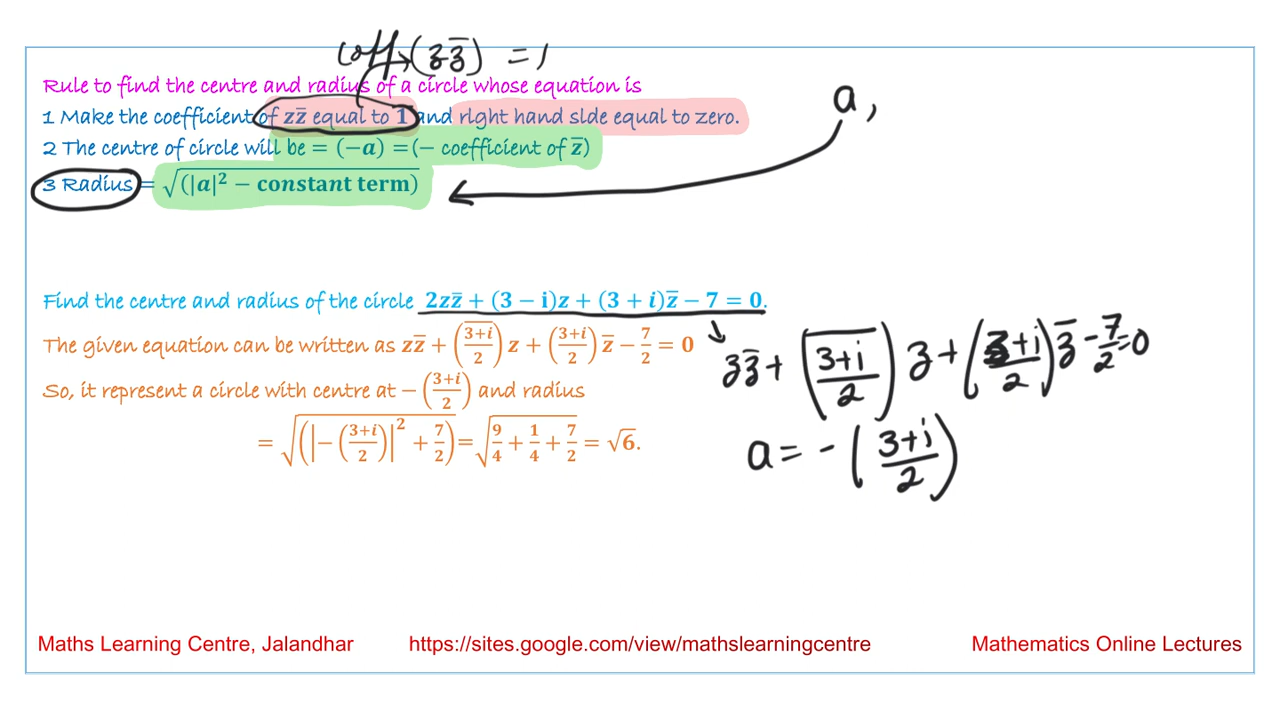 (coff (z z̄) = 1
Rule to find the centre and radius of a circle whose equation is
1 Make the coefficient of zz̄ equal to 1 and right hand side equal to zero.
a,
2 The centre of circle will be = (−a) = (− coefficient of z̄)
3 Radius = √(|a|² − constant term)
Find the centre and radius of the circle 2zz̄ + (3 − i)z + (3 + i)z̄ − 7 = 0.
The given equation can be written as zz̄ + (\overline{3+i}/2) z + ((3+i)/2) z̄ − 7/2 = 0
z z̄ + (\overline{(3+i)/2}) z + ((3+i)/2) z̄ − 7/2 = 0
So, it represent a circle with centre at − ((3+i)/2) and radius
= √(|−((3+i)/2)|² + 7/2) = √(9/4 + 1/4 + 7/2) = √6.
a = − ((3+i)/2)
Maths Learning Centre, Jalandhar https://sites.google.com/view/mathslearningcentre Mathematics Online Lectures